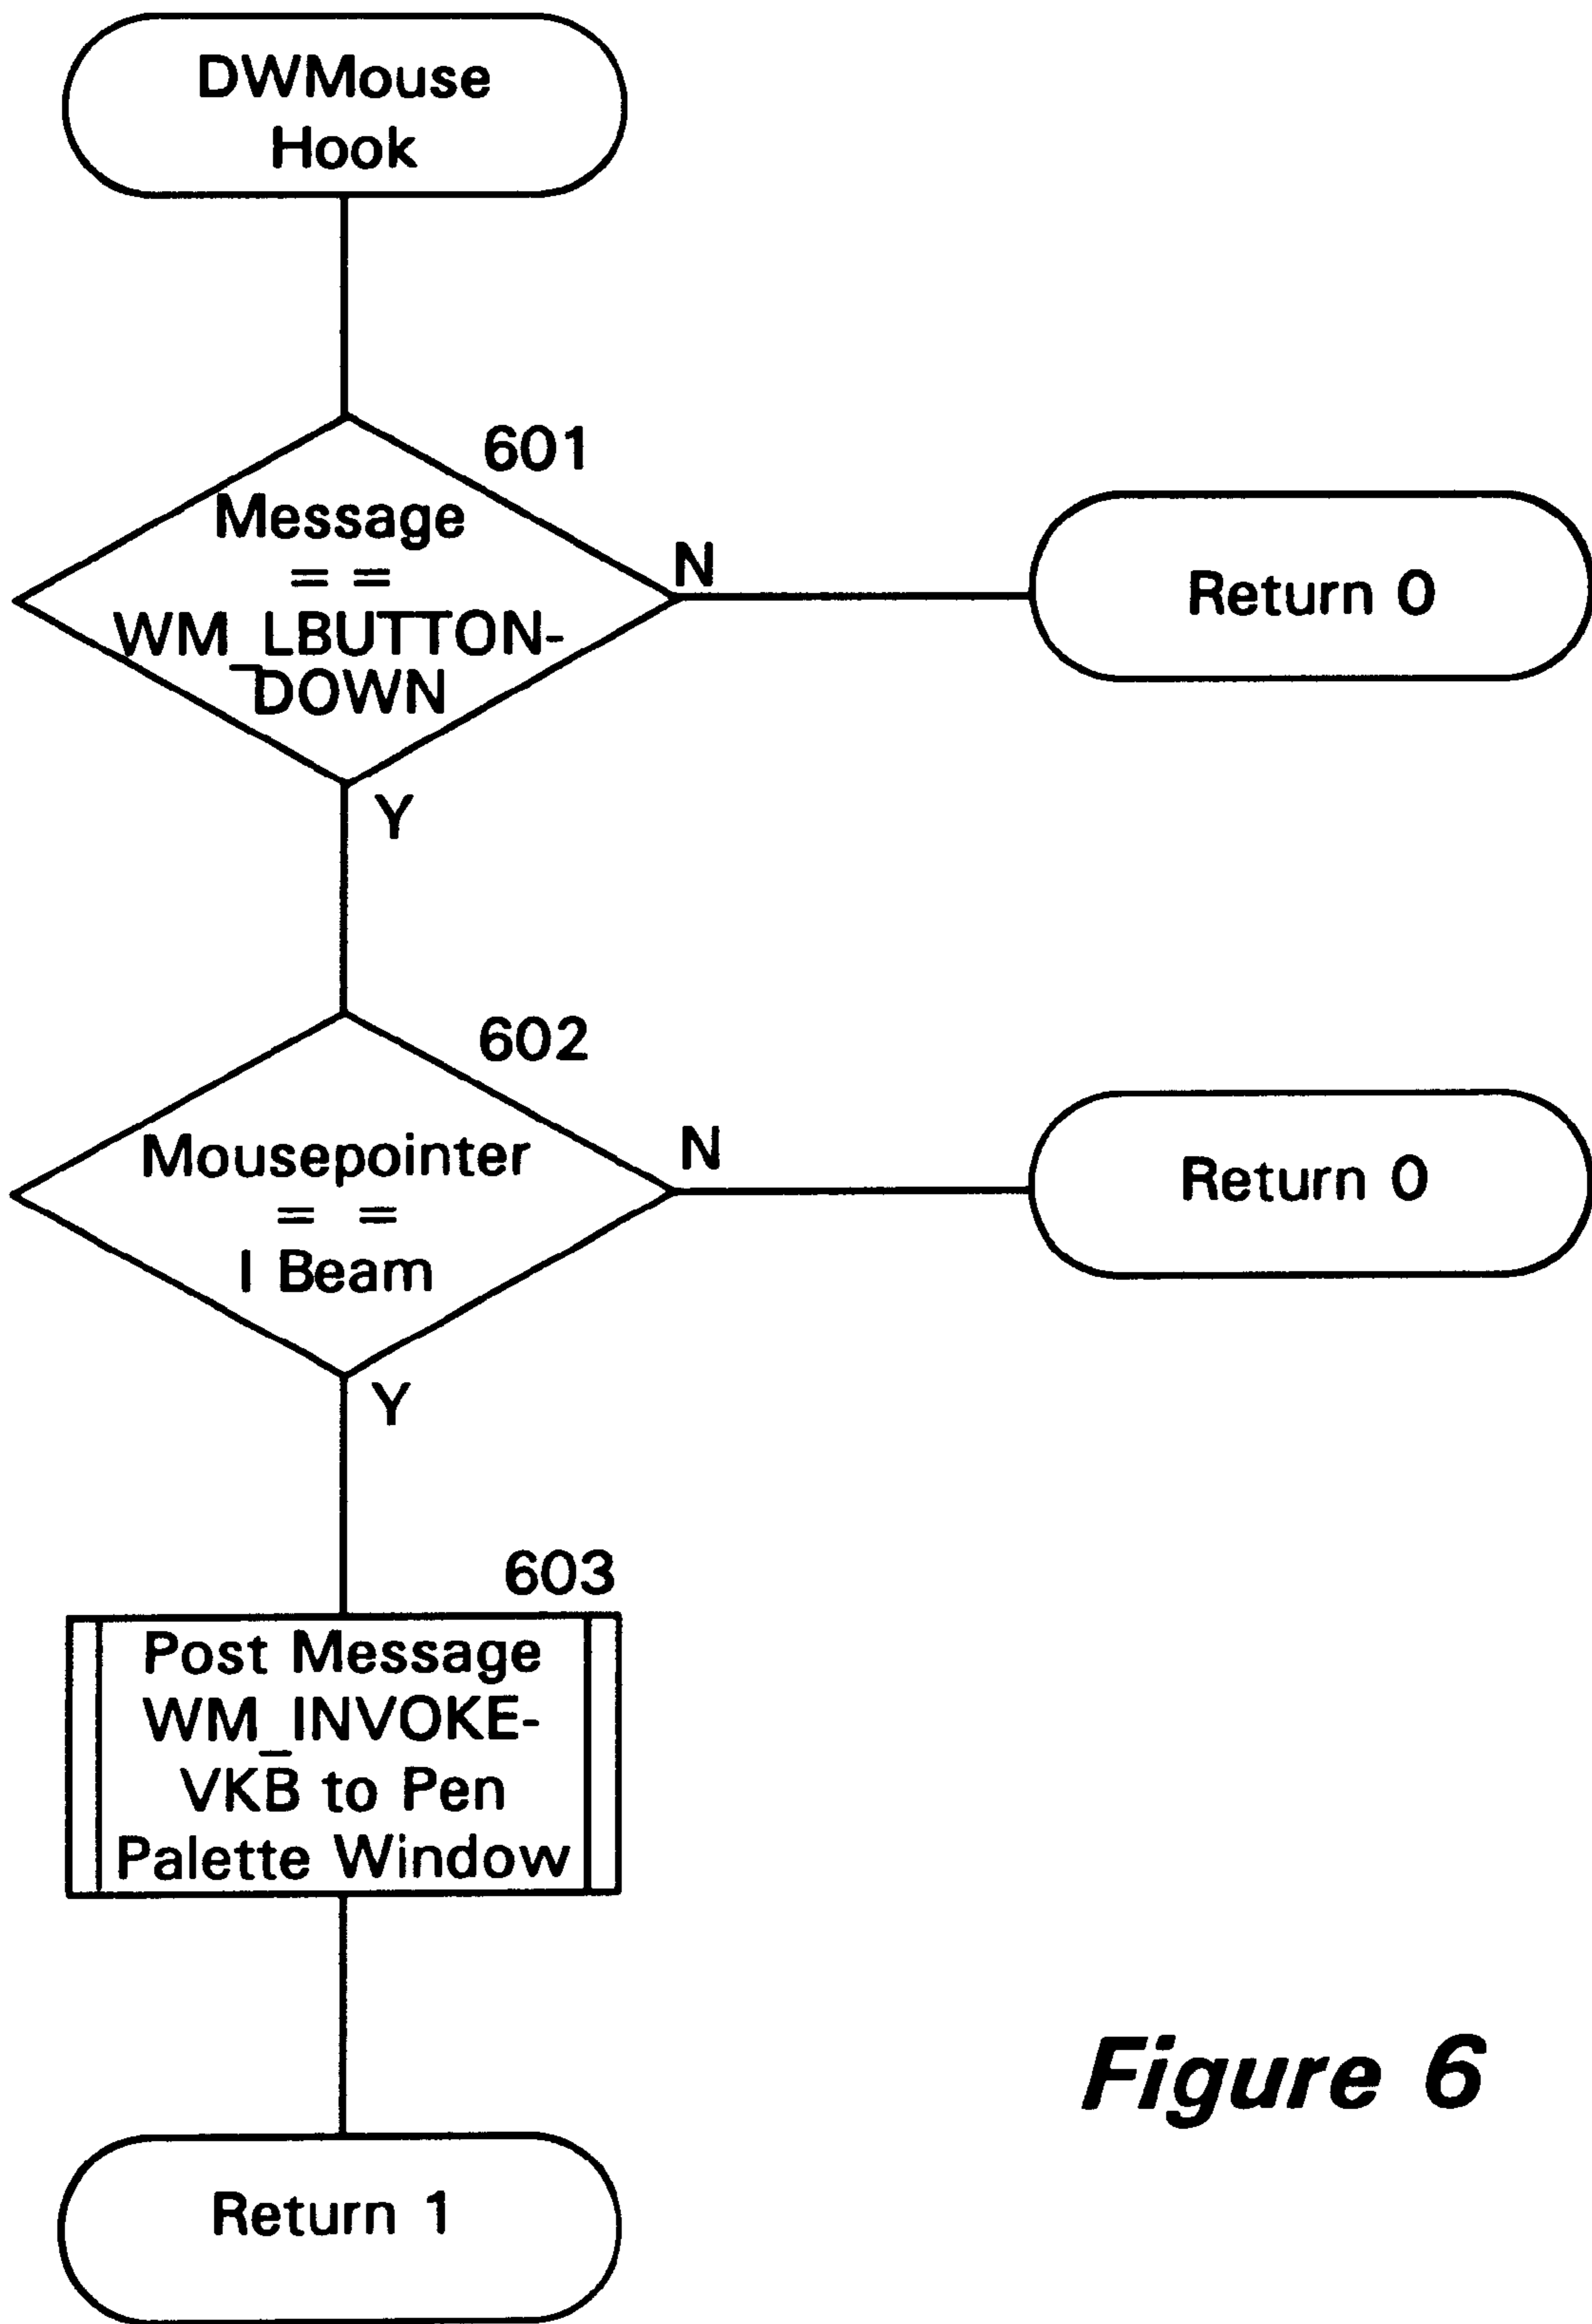 DWMouse
Hook
601
Message
==
WM_LBUTTON-
DOWN
N
Return 0
Y
602
Mousepointer
= =
I Beam
N
Return 0
Y
603
Post Message
WM_INVOKE-
VKB to Pen
Palette Window
Return 1
Figure 6